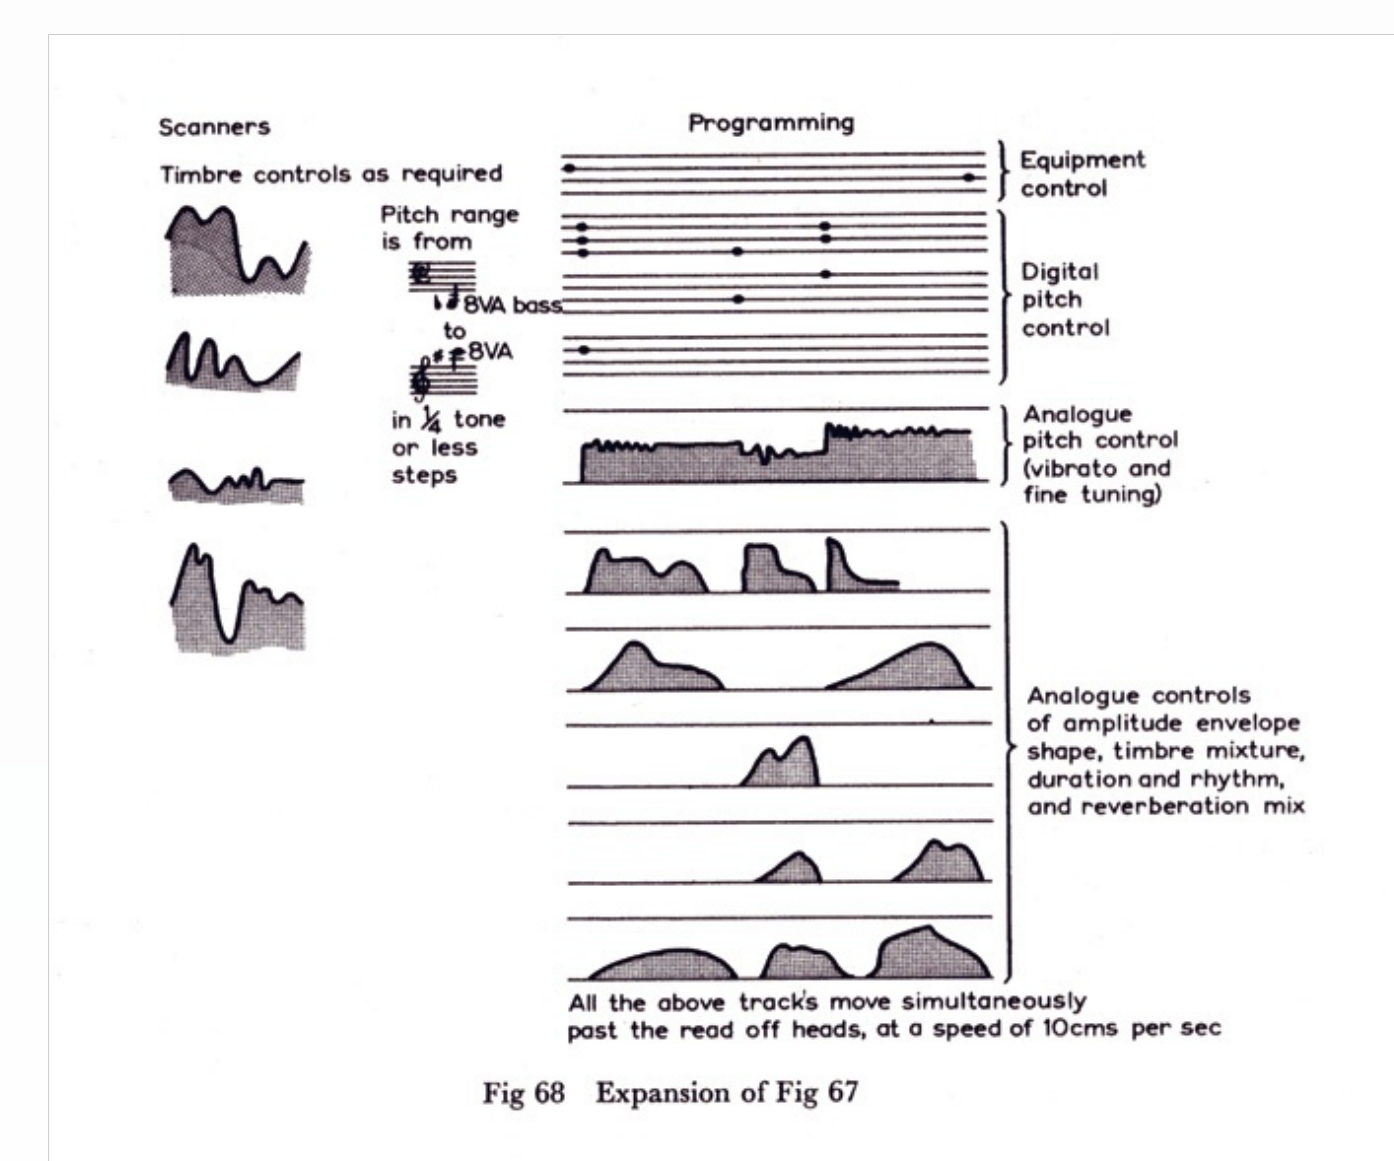 Scanners
Timbre controls as required
Pitch range
is from
8VA bass
to
8VA
in ¼ tone
or less
steps
Programming
Equipment
control
Digital
pitch
control
Analogue
pitch control
(vibrato and
fine tuning)
Analogue controls
of amplitude envelope
shape, timbre mixture,
duration and rhythm,
and reverberation mix
All the above tracks move simultaneously
past the read off heads, at a speed of 10cms per sec
Fig 68 Expansion of Fig 67